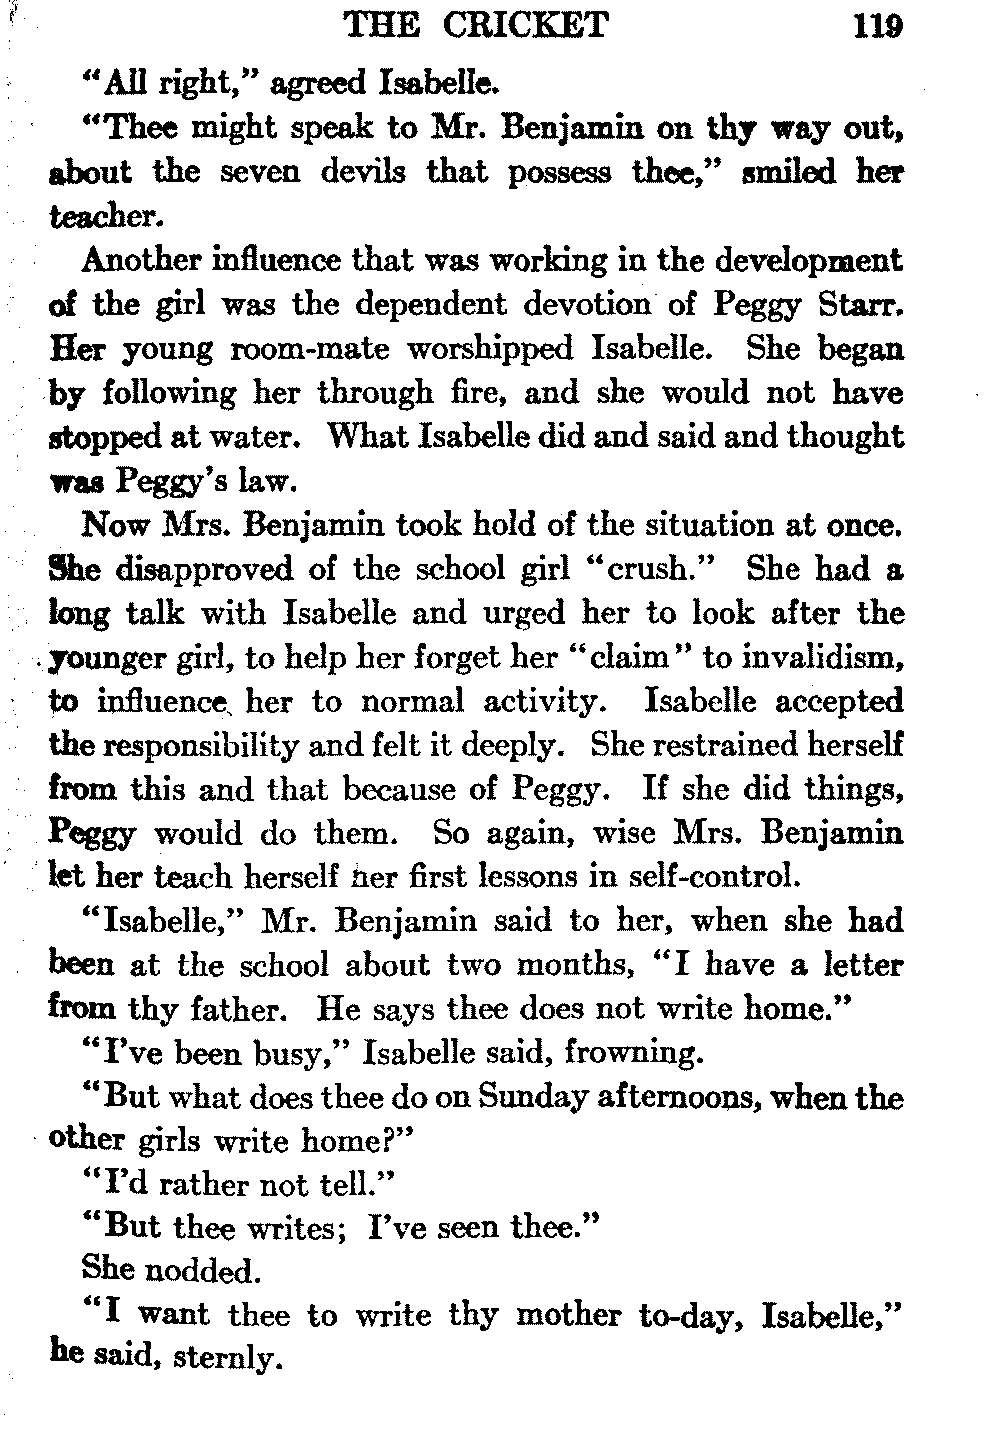 THE CRICKET 119
"All right," agreed Isabelle.
"Thee might speak to Mr. Benjamin on thy way out,
about the seven devils that possess thee," smiled her
teacher.
Another influence that was working in the development
of the girl was the dependent devotion of Peggy Starr.
Her young room-mate worshipped Isabelle. She began
by following her through fire, and she would not have
stopped at water. What Isabelle did and said and thought
was Peggy's law.
Now Mrs. Benjamin took hold of the situation at once.
She disapproved of the school girl "crush." She had a
long talk with Isabelle and urged her to look after the
younger girl, to help her forget her "claim" to invalidism,
to influence her to normal activity. Isabelle accepted
the responsibility and felt it deeply. She restrained herself
from this and that because of Peggy. If she did things,
Peggy would do them. So again, wise Mrs. Benjamin
let her teach herself her first lessons in self-control.
"Isabelle," Mr. Benjamin said to her, when she had
been at the school about two months, "I have a letter
from thy father. He says thee does not write home."
"I've been busy," Isabelle said, frowning.
"But what does thee do on Sunday afternoons, when the
other girls write home?"
"I'd rather not tell."
"But thee writes; I've seen thee."
She nodded.
"I want thee to write thy mother to-day, Isabelle,"
he said, sternly.